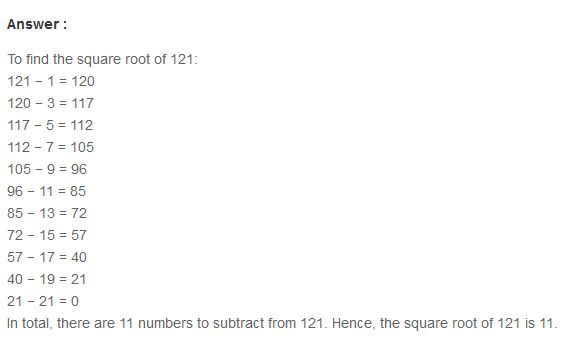 Answer :
To find the square root of 121:
121 − 1 = 120
120 − 3 = 117
117 − 5 = 112
112 − 7 = 105
105 − 9 = 96
96 − 11 = 85
85 − 13 = 72
72 − 15 = 57
57 − 17 = 40
40 − 19 = 21
21 − 21 = 0
In total, there are 11 numbers to subtract from 121. Hence, the square root of 121 is 11.